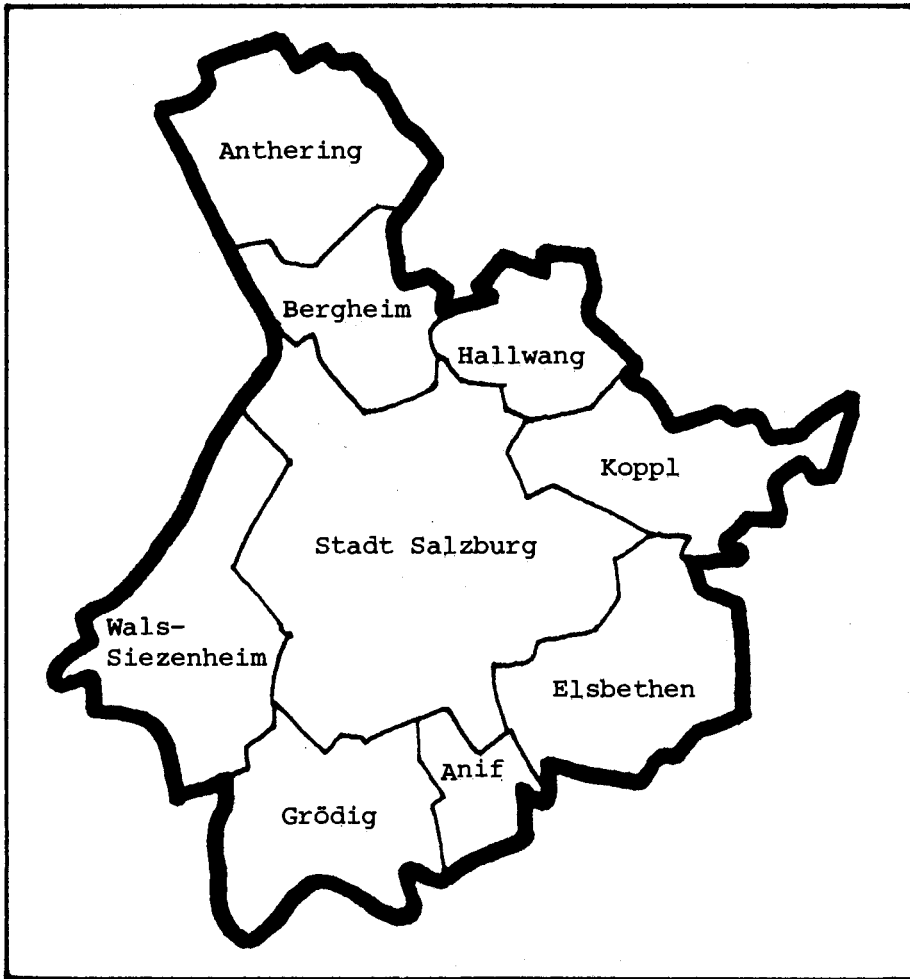 Anthering
Bergheim
Hallwang
Koppl
Stadt Salzburg
Wals-
Siezenheim
Elsbethen
Anif
Grödig